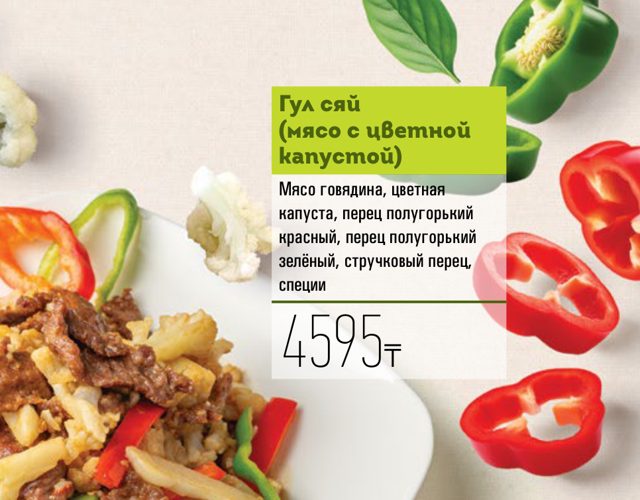 Гул сяй
(мясо с цветной
капустой)
Мясо говядина, цветная
капуста, перец полугорький
красный, перец полугорький
зелёный, стручковый перец,
специи
4595₸